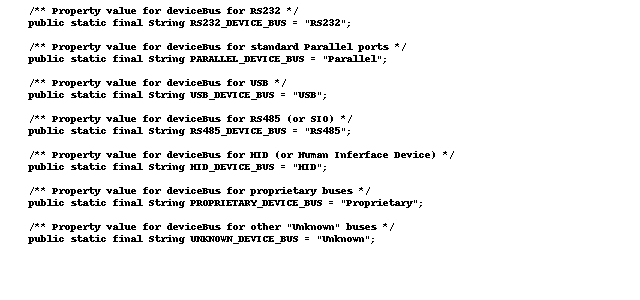 /** Property value for deviceBus for RS232 */
public static final String RS232_DEVICE_BUS = "RS232";
/** Property value for deviceBus for standard Parallel ports */
public static final String PARALLEL_DEVICE_BUS = "Parallel";
/** Property value for deviceBus for USB */
public static final String USB_DEVICE_BUS = "USB";
/** Property value for deviceBus for RS485 (or SIO) */
public static final String RS485_DEVICE_BUS = "RS485";
/** Property value for deviceBus for HID (or Human Inferface Device) */
public static final String HID_DEVICE_BUS = "HID";
/** Property value for deviceBus for proprietary buses */
public static final String PROPRIETARY_DEVICE_BUS = "Proprietary";
/** Property value for deviceBus for other "Unknown" buses */
public static final String UNKNOWN_DEVICE_BUS = "Unknown";